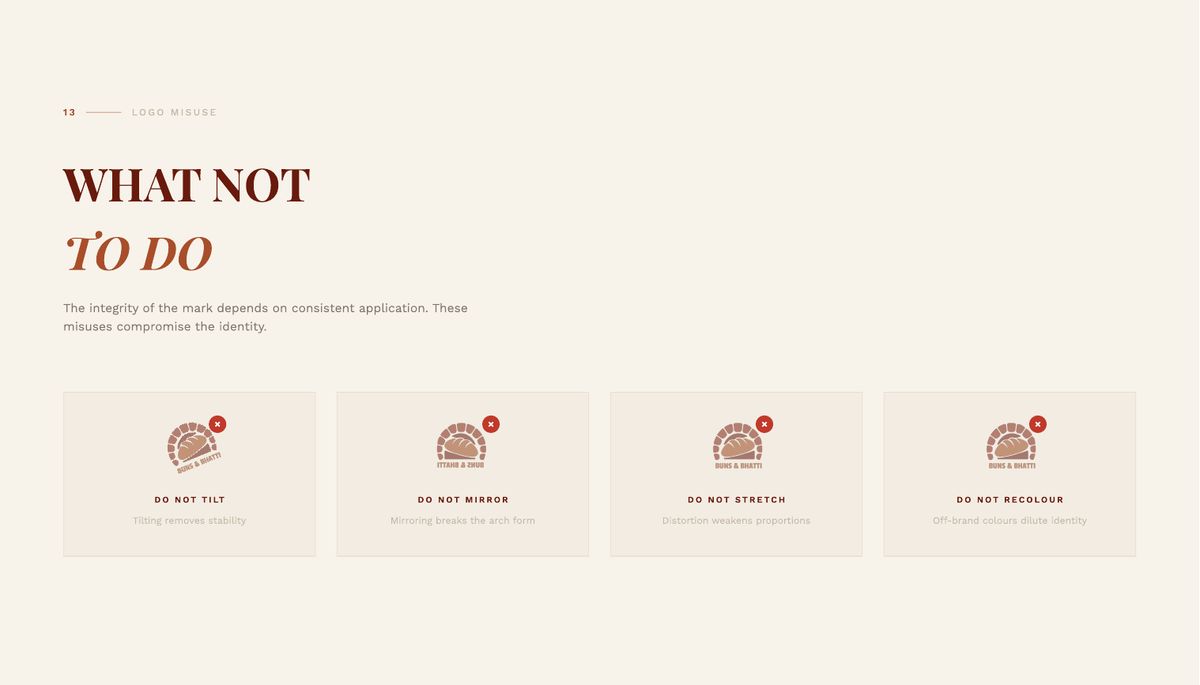 13 LOGO MISUSE
WHAT NOT
TO DO
The integrity of the mark depends on consistent application. These
misuses compromise the identity.
BUNS & BHATTI
BUNS & BHATTI
BUNS & BHATTI
BUNS & BHATTI
DO NOT TILT
Tilting removes stability
DO NOT MIRROR
Mirroring breaks the arch form
DO NOT STRETCH
Distortion weakens proportions
DO NOT RECOLOUR
Off-brand colours dilute identity